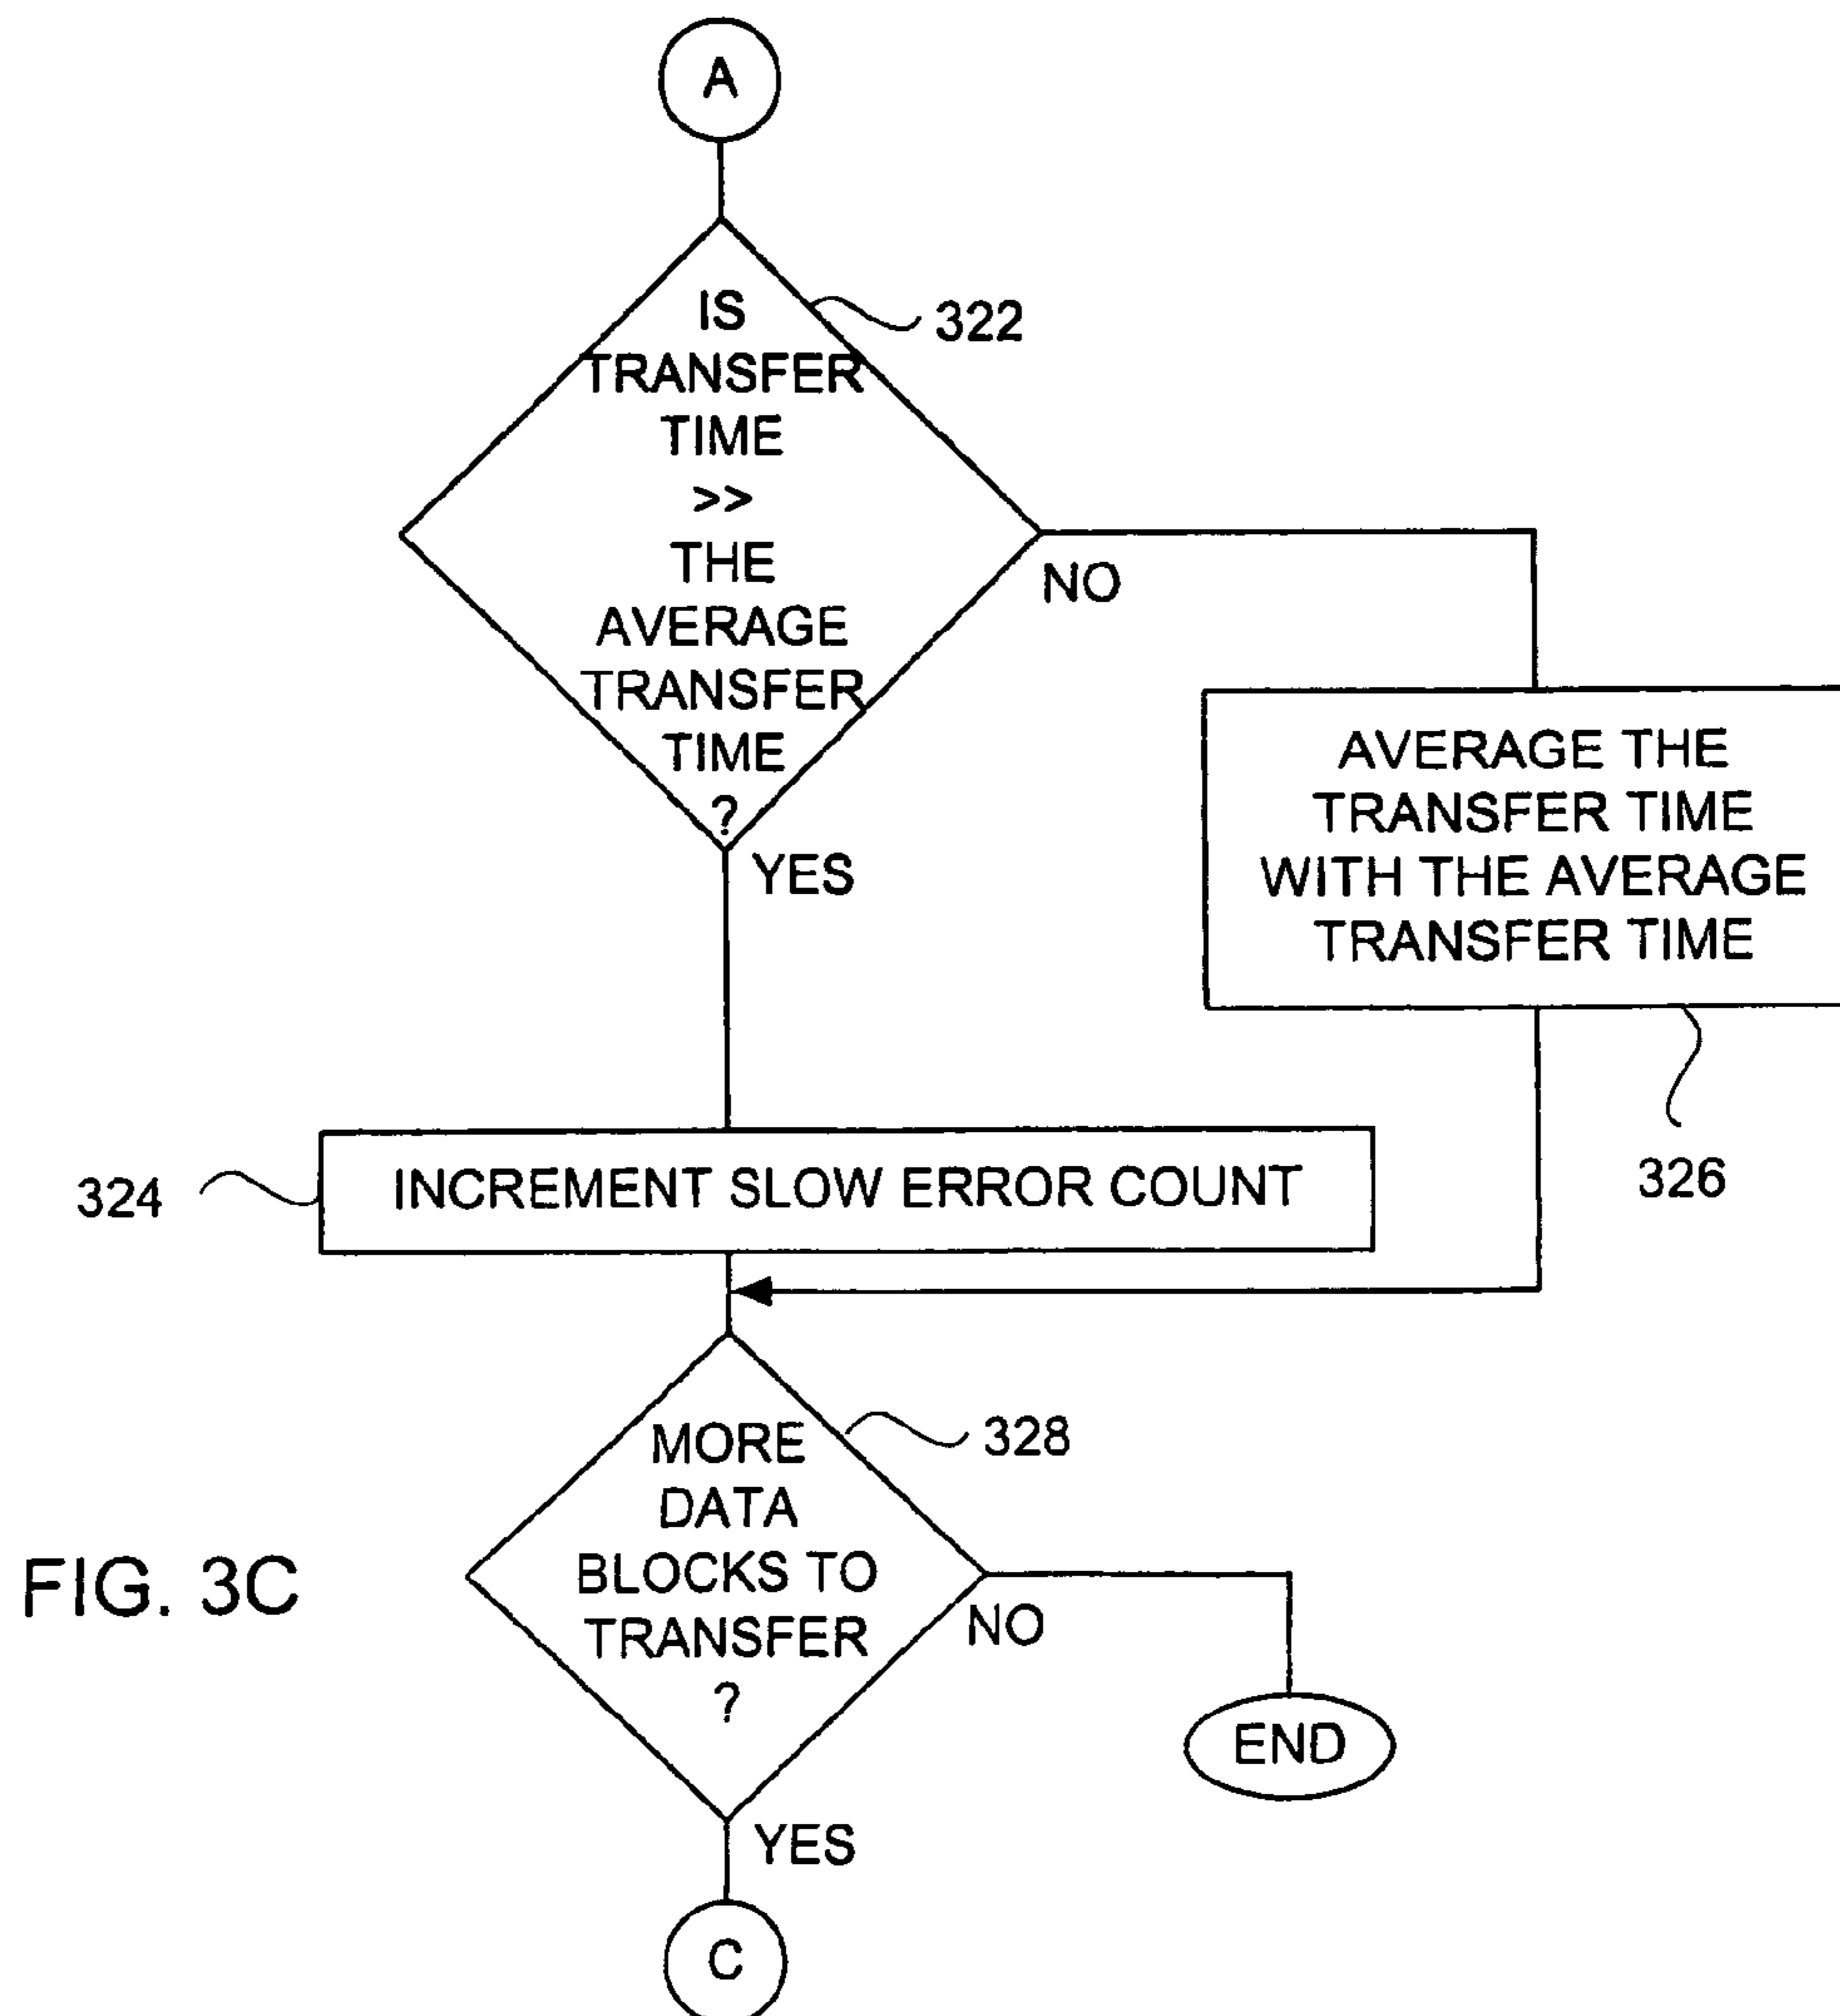 A
IS
TRANSFER
TIME
>>
THE
AVERAGE
TRANSFER
TIME
?
322
NO
YES
AVERAGE THE
TRANSFER TIME
WITH THE AVERAGE
TRANSFER TIME
326
324
INCREMENT SLOW ERROR COUNT
MORE
DATA
BLOCKS TO
TRANSFER
?
328
NO
END
YES
C
FIG. 3C